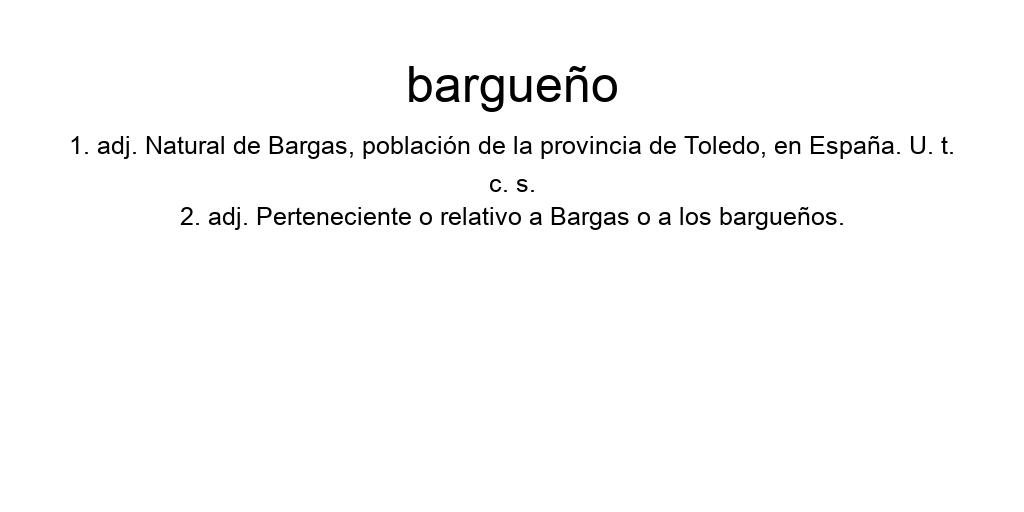 bargueño
1. adj. Natural de Bargas, población de la provincia de Toledo, en España. U. t.
c. s.
2. adj. Perteneciente o relativo a Bargas o a los bargueños.